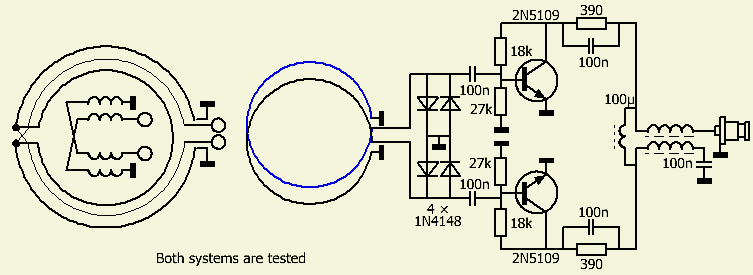 2N5109
390
18k
100n
100n
27k
100µ
27k
100n
100n
18k
100n
4 ×
1N4148
2N5109
390
Both systems are tested